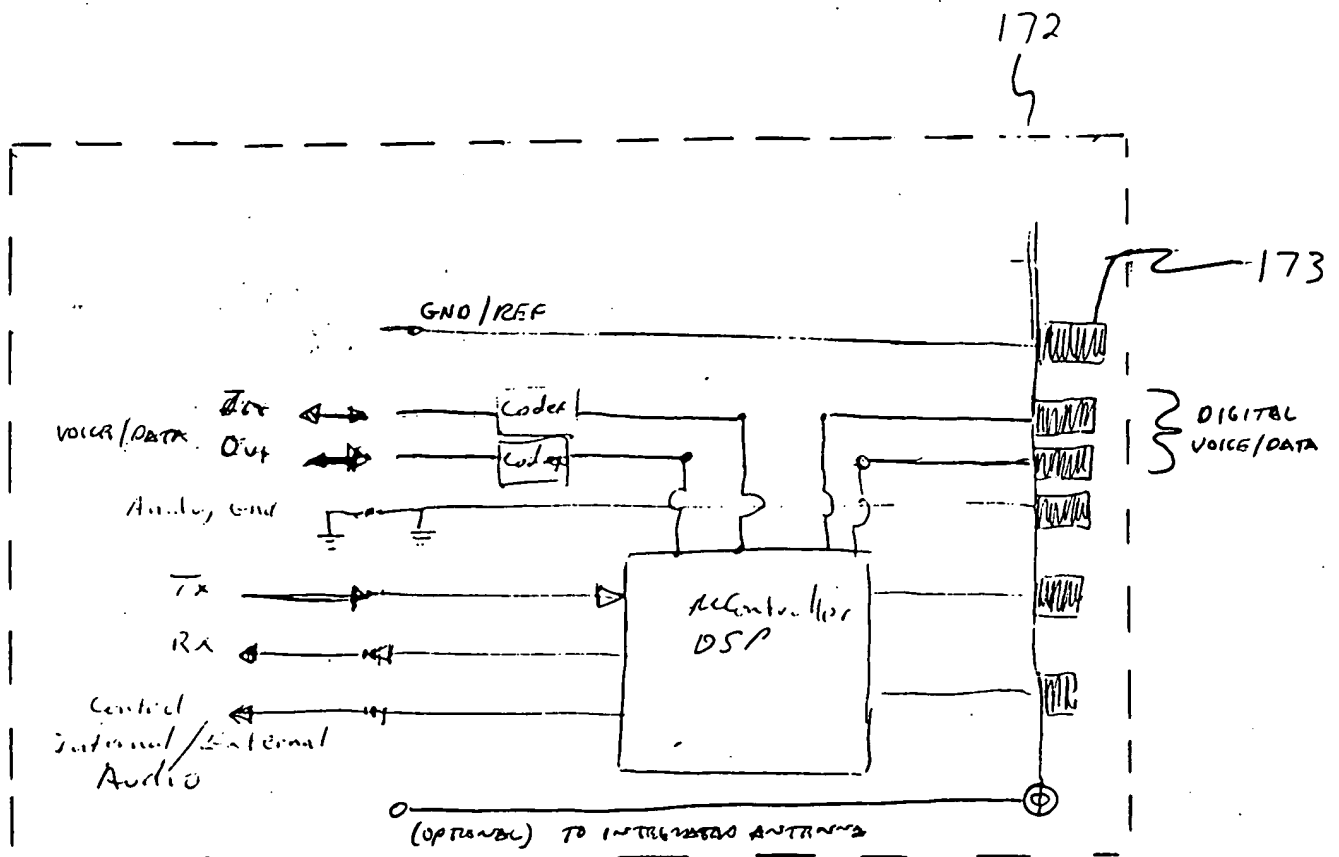 172
173
GND/REF
Codec
VOICE/DATA
Out
Codec
DIGITAL
VOICE/DATA
Analog Gnd
Tx
µController
DSP
Rx
Control
Internal/External
Audio
(OPTIONAL) TO INTEGRATED ANTENNA